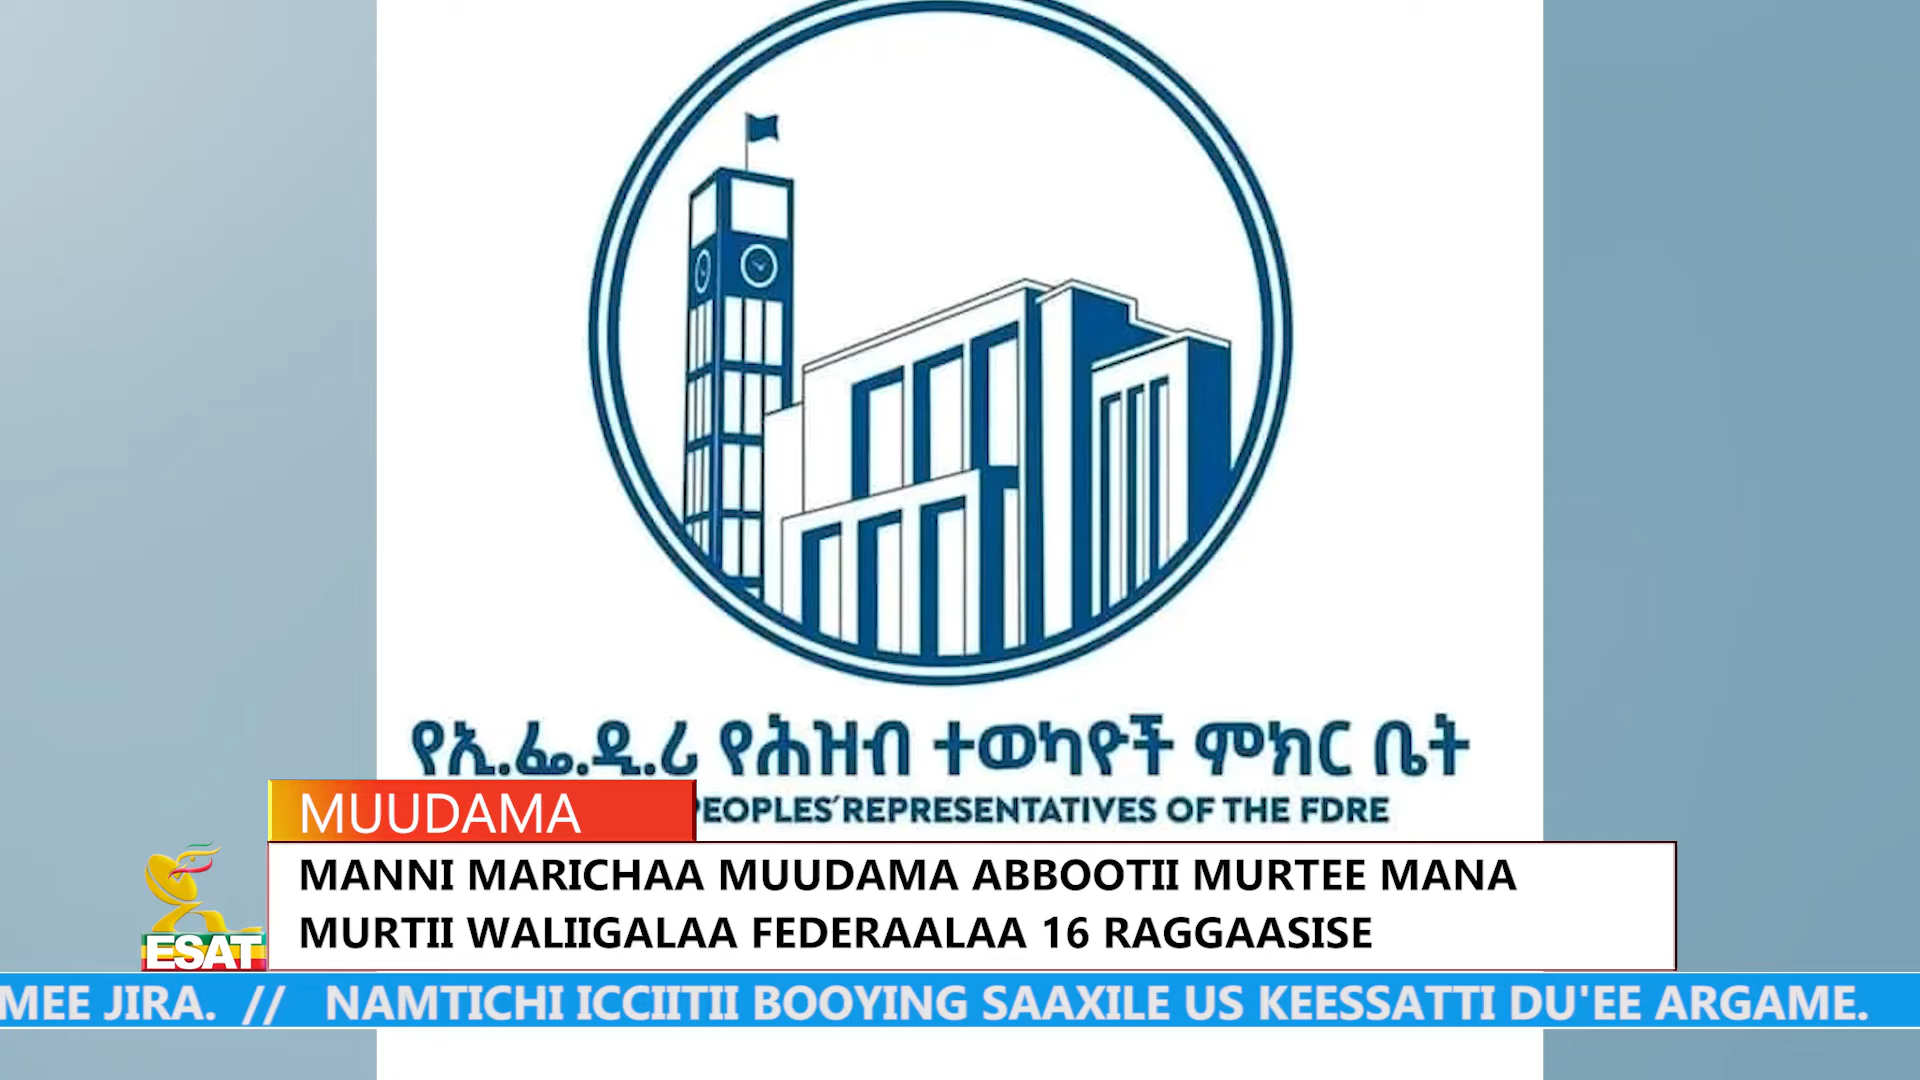 የኢ.ፌ.ዲ.ሪ የሕዝብ ተወካዮች ምክር ቤት
PEOPLES´REPRESENTATIVES OF THE FDRE
MUUDAMA
MANNI MARICHAA MUUDAMA ABBOOTII MURTEE MANA
MURTII WALIIGALAA FEDERAALAA 16 RAGGAASISE
ESAT
MEE JIRA. // NAMTICHI ICCIITII BOOYING SAAXILE US KEESSATTI DU'EE ARGAME.